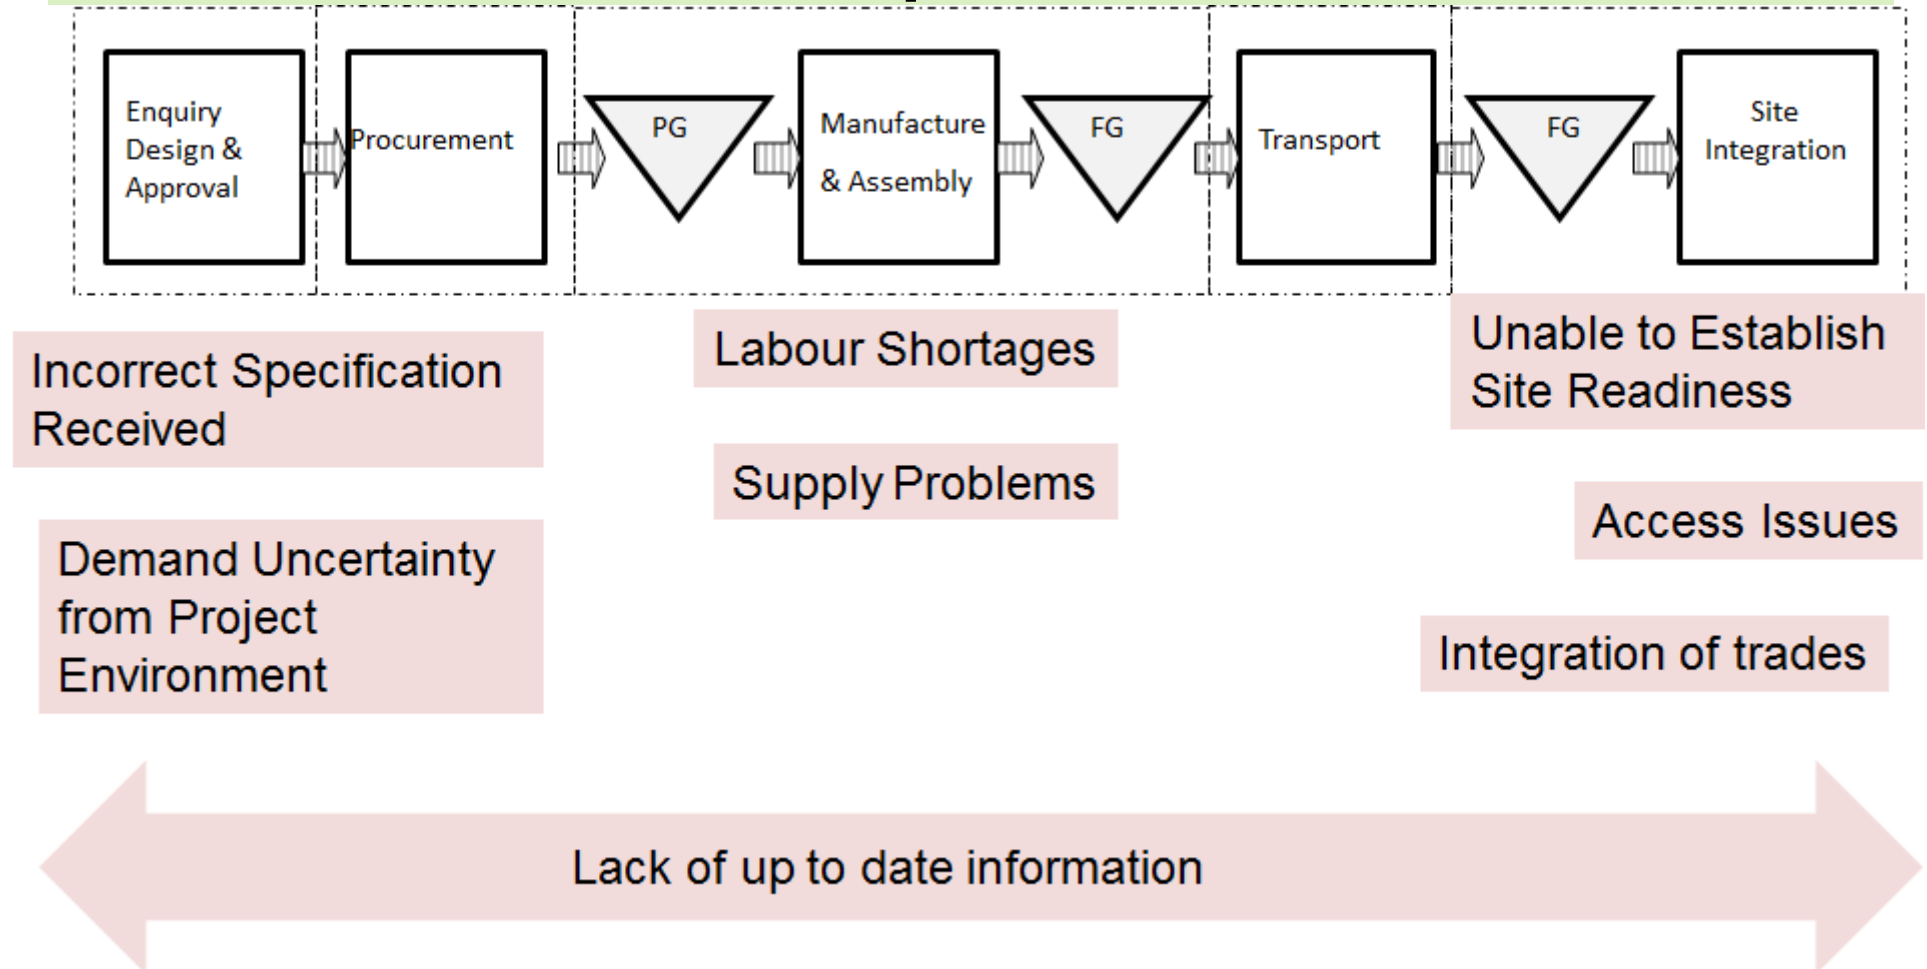 Enquiry
Design &
Approval
Procurement
PG
Manufacture
& Assembly
FG
Transport
FG
Site
Integration
Incorrect Specification
Received
Labour Shortages
Unable to Establish
Site Readiness
Supply Problems
Access Issues
Demand Uncertainty
from Project
Environment
Integration of trades
Lack of up to date information